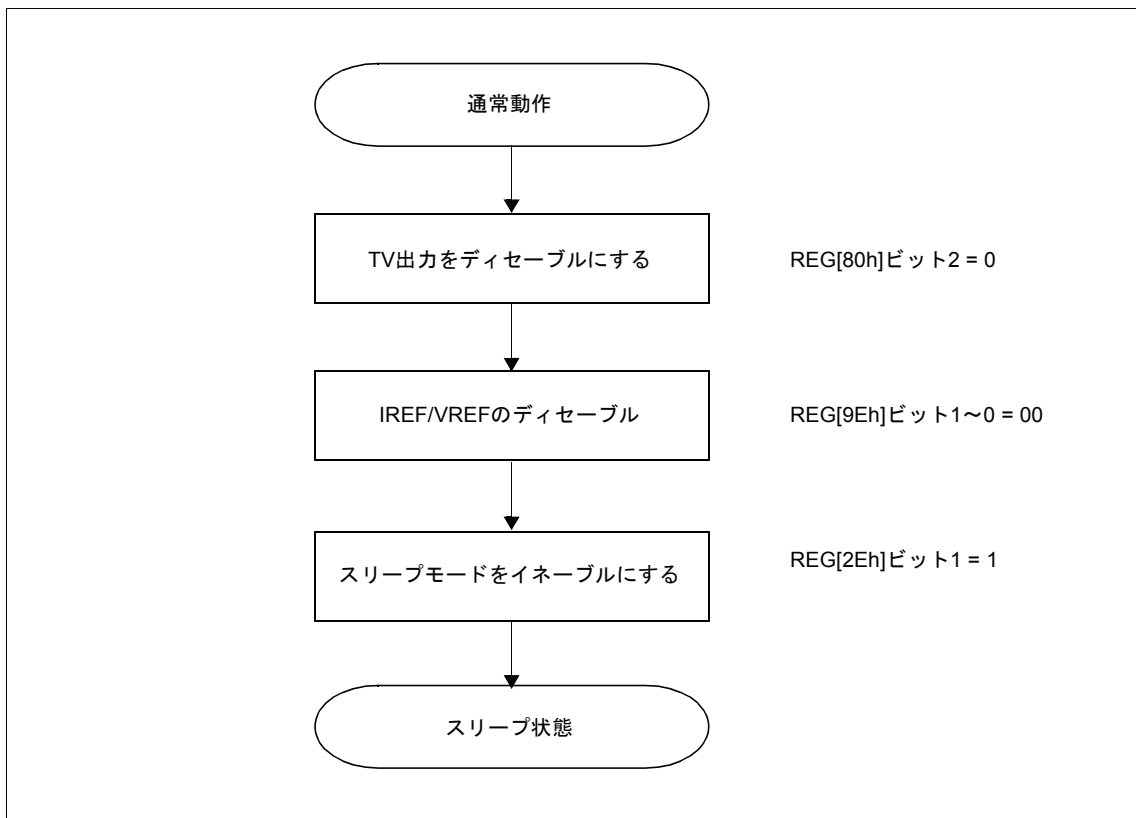 通常動作
TV出力をディセーブルにする
REG[80h]ビット2 = 0
IREF/VREFのディセーブル
REG[9Eh]ビット1～0 = 00
スリープモードをイネーブルにする
REG[2Eh]ビット1 = 1
スリープ状態